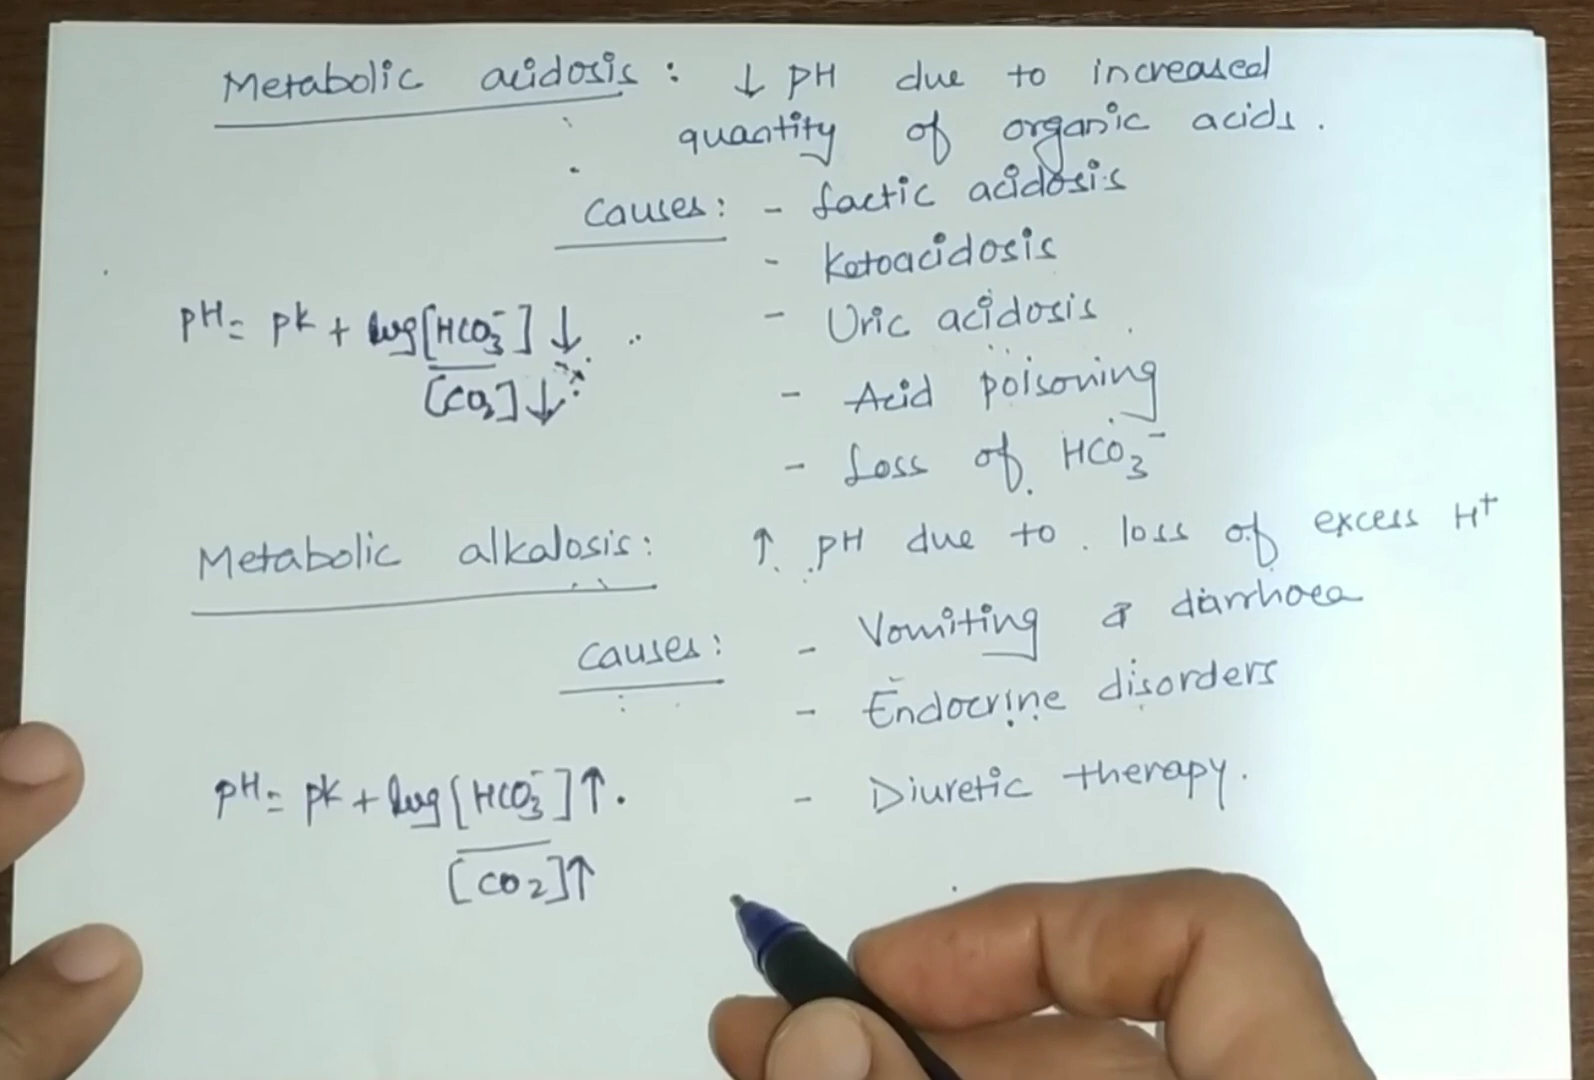 Metabolic acidosis : ↓ pH due to increased
quantity of organic acids.
Causes: - Lactic acidosis
- Ketoacidosis
- Uric acidosis
pH = pk + log [HCO3-] ↓
[CO2] ↓
- Acid poisoning
- Loss of HCO3-
Metabolic alkalosis: ↑ pH due to loss of excess H+
causes: - Vomiting & diarrhoea
- Endocrine disorders
pH = pk + log [HCO3-] ↑
[CO2] ↑
- Diuretic therapy.